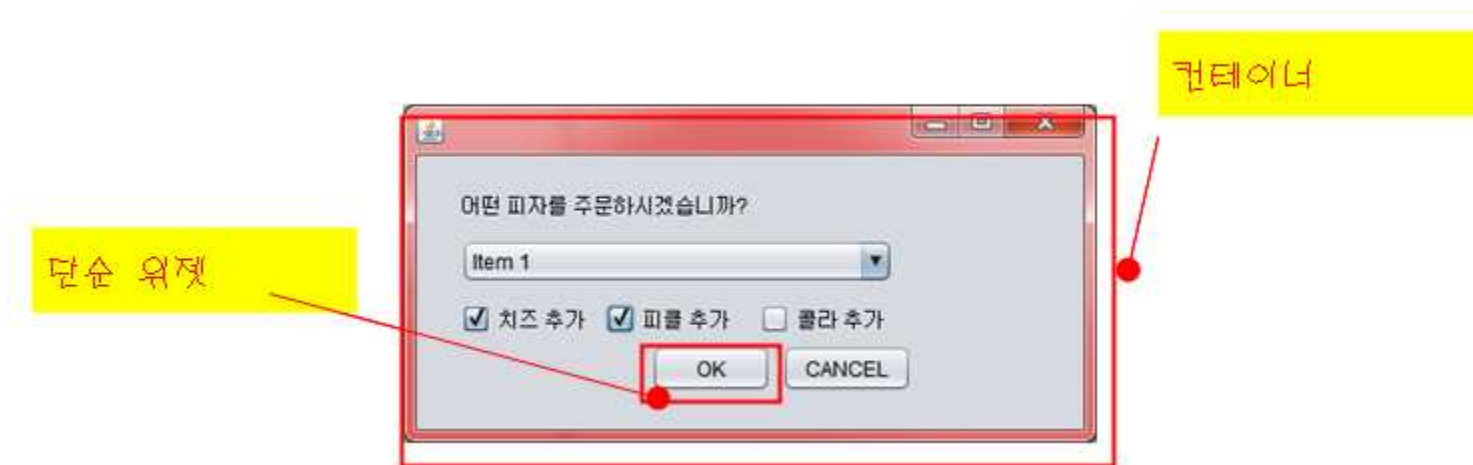 컨테이너
어떤 피자를 주문하시겠습니까?
단순 위젯
Item 1
치즈 추가 피클 추가 콜라 추가
OK CANCEL